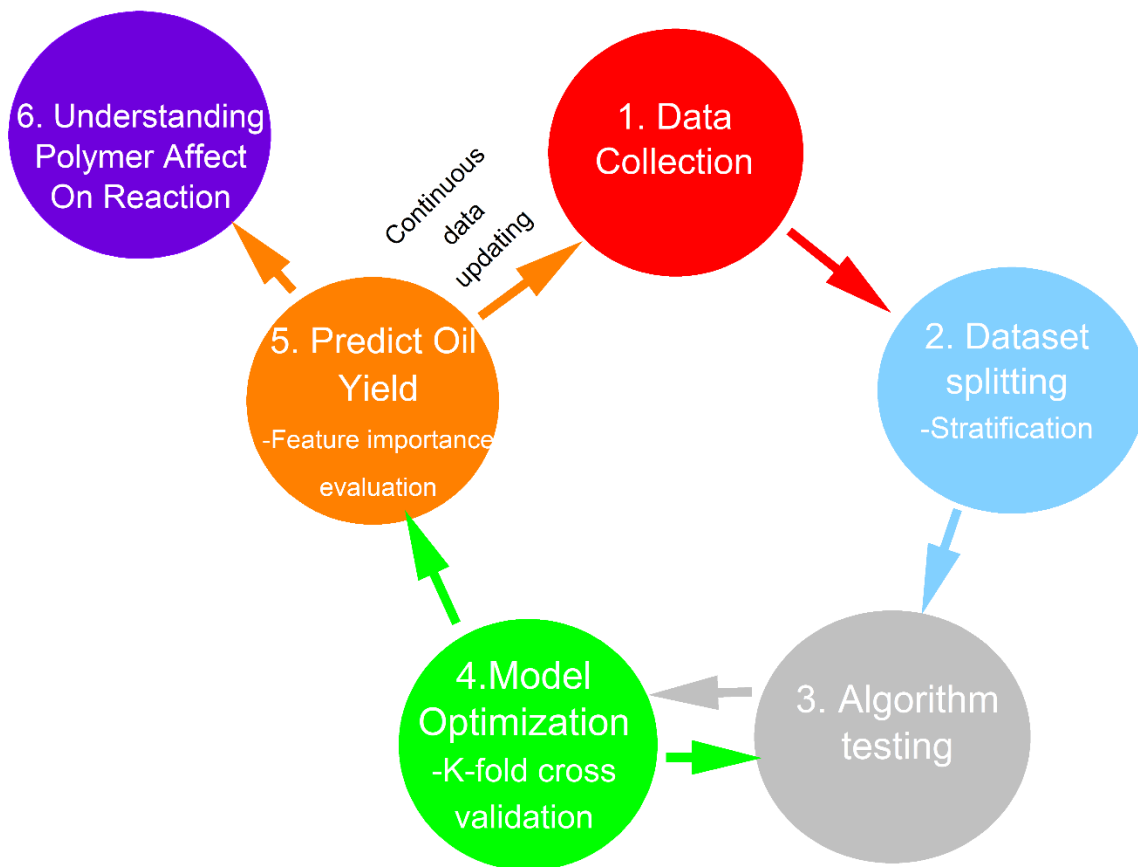 1. Data
Collection
2. Dataset
splitting
-Stratification
3. Algorithm
testing
4.Model
Optimization
-K-fold cross
validation
5. Predict Oil
Yield
-Feature importance
evaluation
Continuous
data
updating
6. Understanding
Polymer Affect
On Reaction